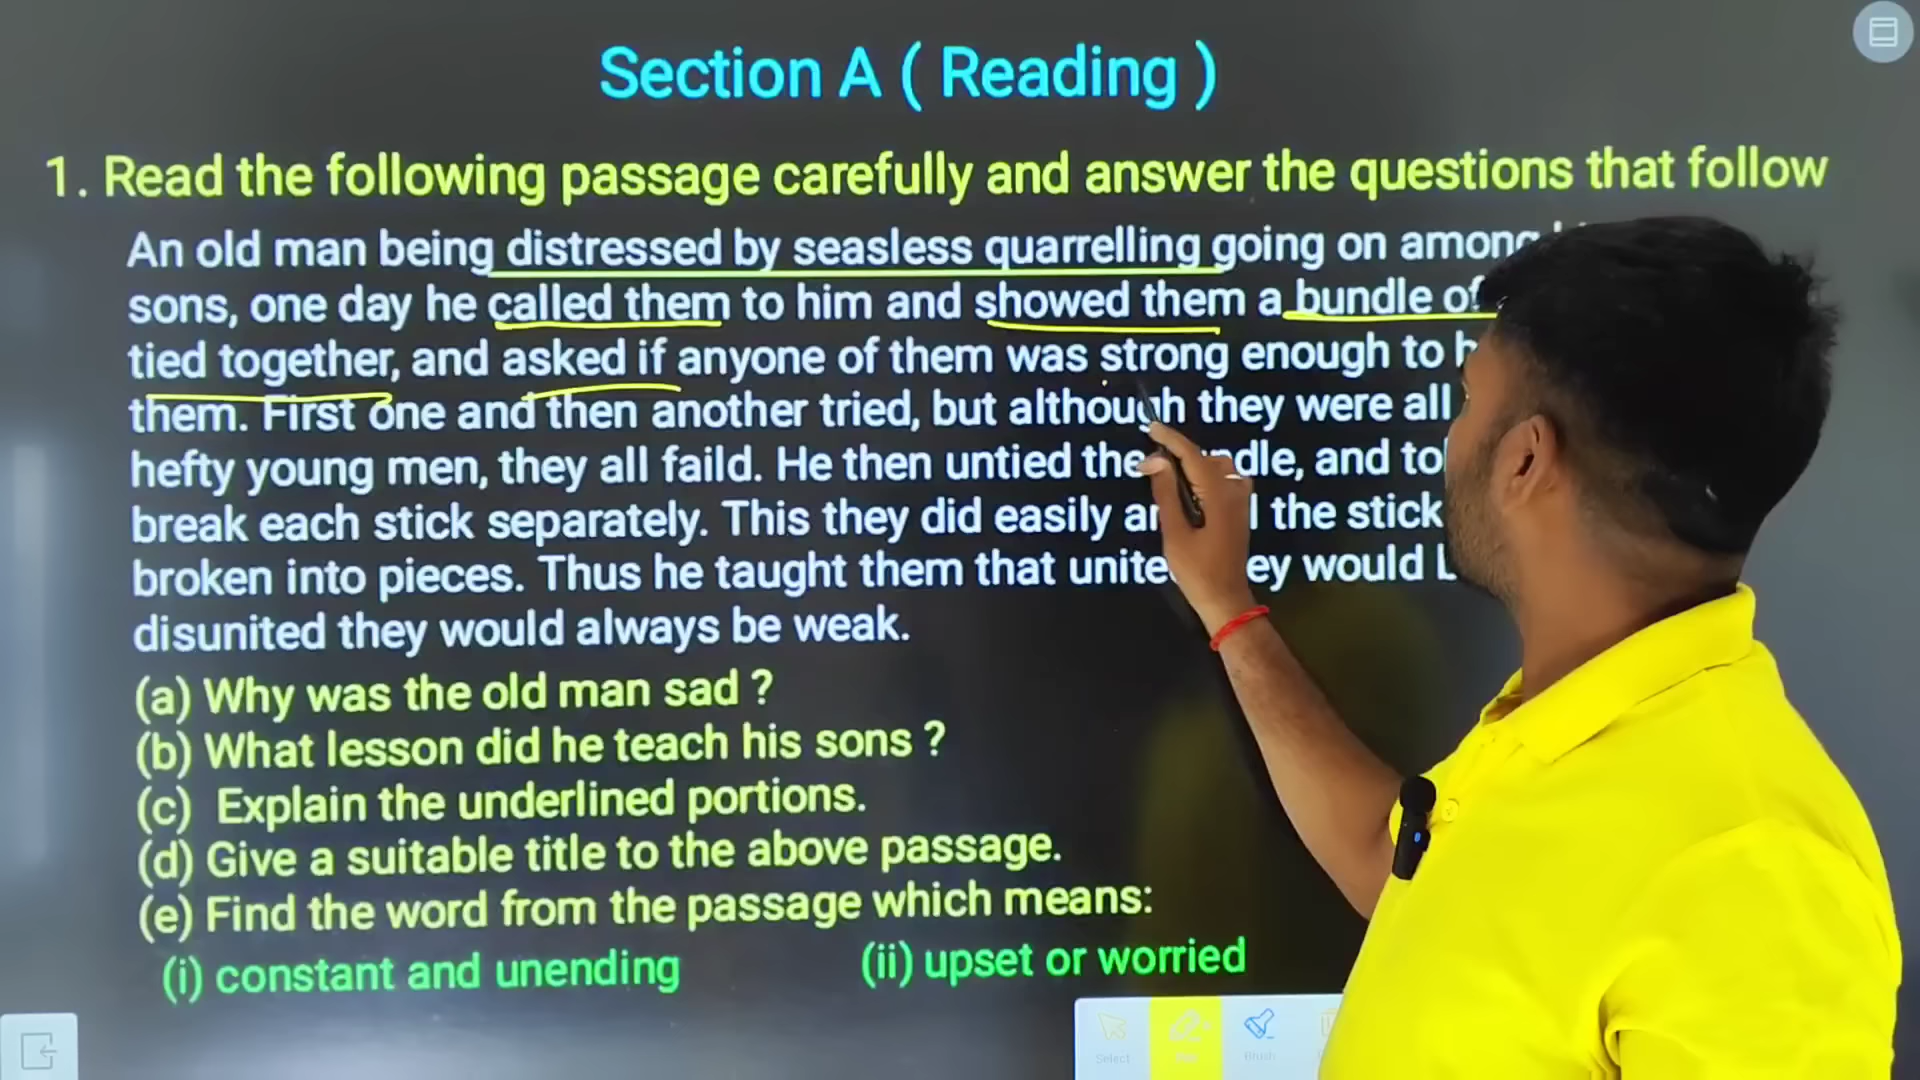 Section A ( Reading )
1. Read the following passage carefully and answer the questions that follow
An old man being distressed by seasless quarrelling going on among
sons, one day he called them to him and showed them a bundle of
tied together, and asked if anyone of them was strong enough to
them. First one and then another tried, but although they were all
hefty young men, they all faild. He then untied the and
break each stick separately. This they did easily the stick
broken into pieces. Thus he taught them that would
disunited they would always be weak.
(a) Why was the old man sad ?
(b) What lesson did he teach his sons ?
(c) Explain the underlined portions.
(d) Give a suitable title to the above passage.
(e) Find the word from the passage which means:
(i) constant and unending (ii) upset or worried
Select Brush